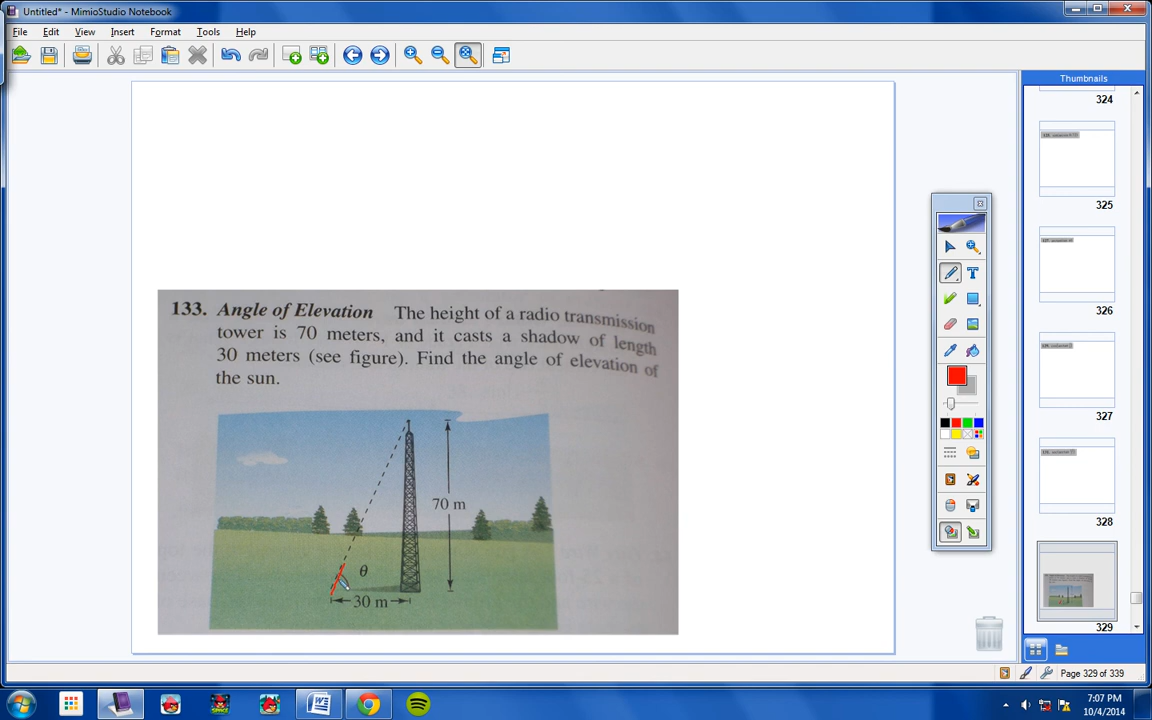 Untitled* - MimioStudio Notebook
File Edit View Insert Format Tools Help
Thumbnails
324
325
326
327
328
329
133. Angle of Elevation The height of a radio transmission
tower is 70 meters, and it casts a shadow of length
30 meters (see figure). Find the angle of elevation of
the sun.
70 m
θ
30 m
Page 329 of 339
7:07 PM
10/4/2014